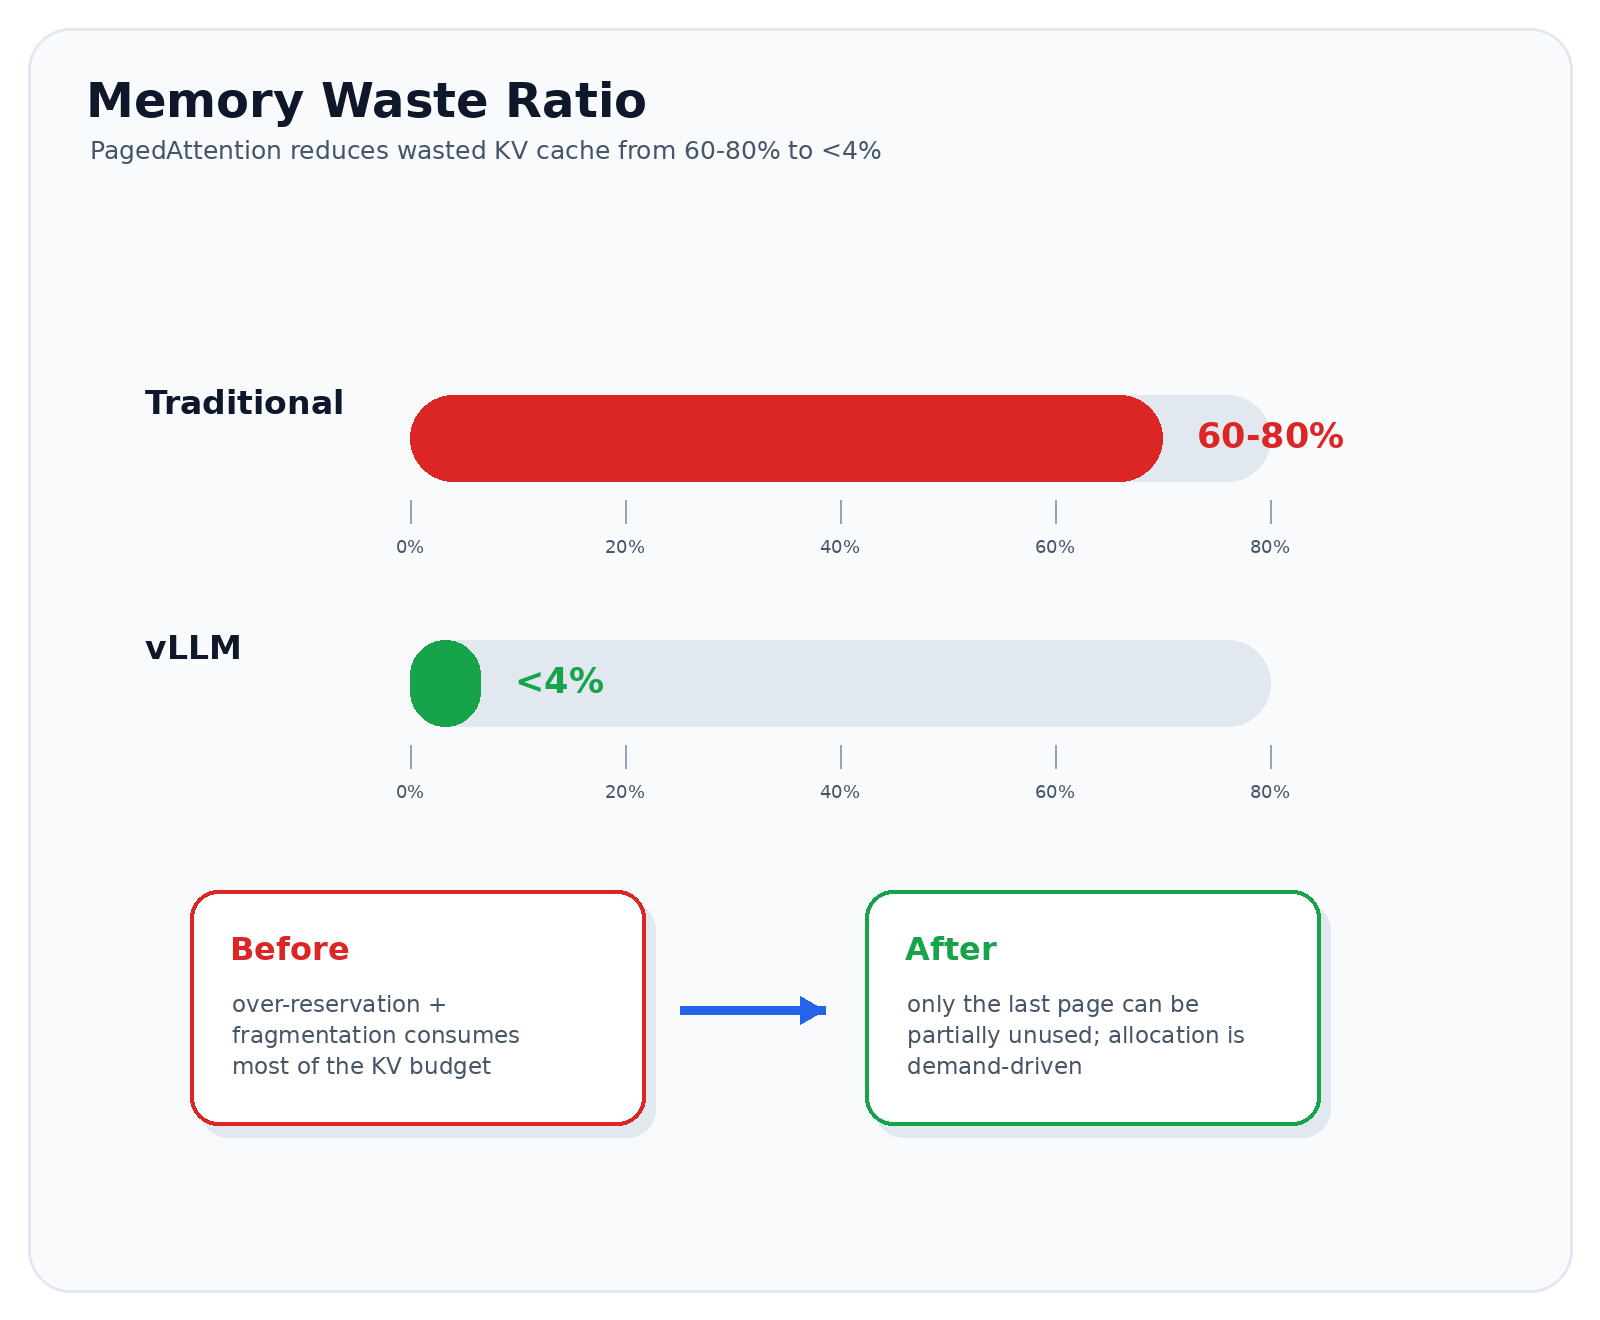 Memory Waste Ratio
PagedAttention reduces wasted KV cache from 60-80% to <4%
Traditional
60-80%
0% 20% 40% 60% 80%
vLLM
<4%
0% 20% 40% 60% 80%
Before
over-reservation +
fragmentation consumes
most of the KV budget
After
only the last page can be
partially unused; allocation is
demand-driven